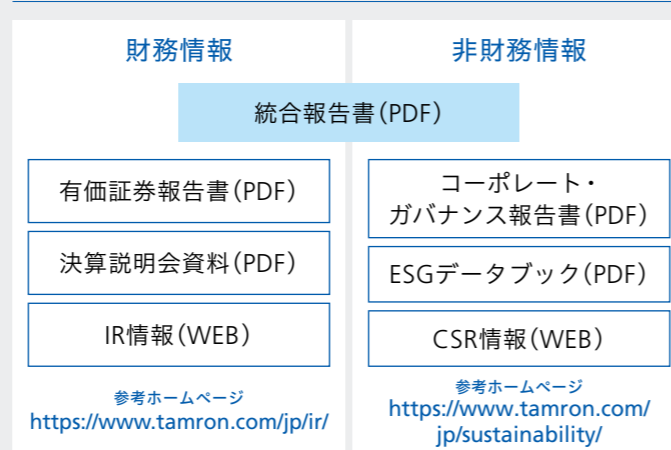 財務情報
非財務情報
統合報告書(PDF)
有価証券報告書(PDF)
決算説明会資料(PDF)
IR情報(WEB)
参考ホームページ
https://www.tamron.com/jp/ir/
コーポレート・
ガバナンス報告書(PDF)
ESGデータブック(PDF)
CSR情報(WEB)
参考ホームページ
https://www.tamron.com/
jp/sustainability/